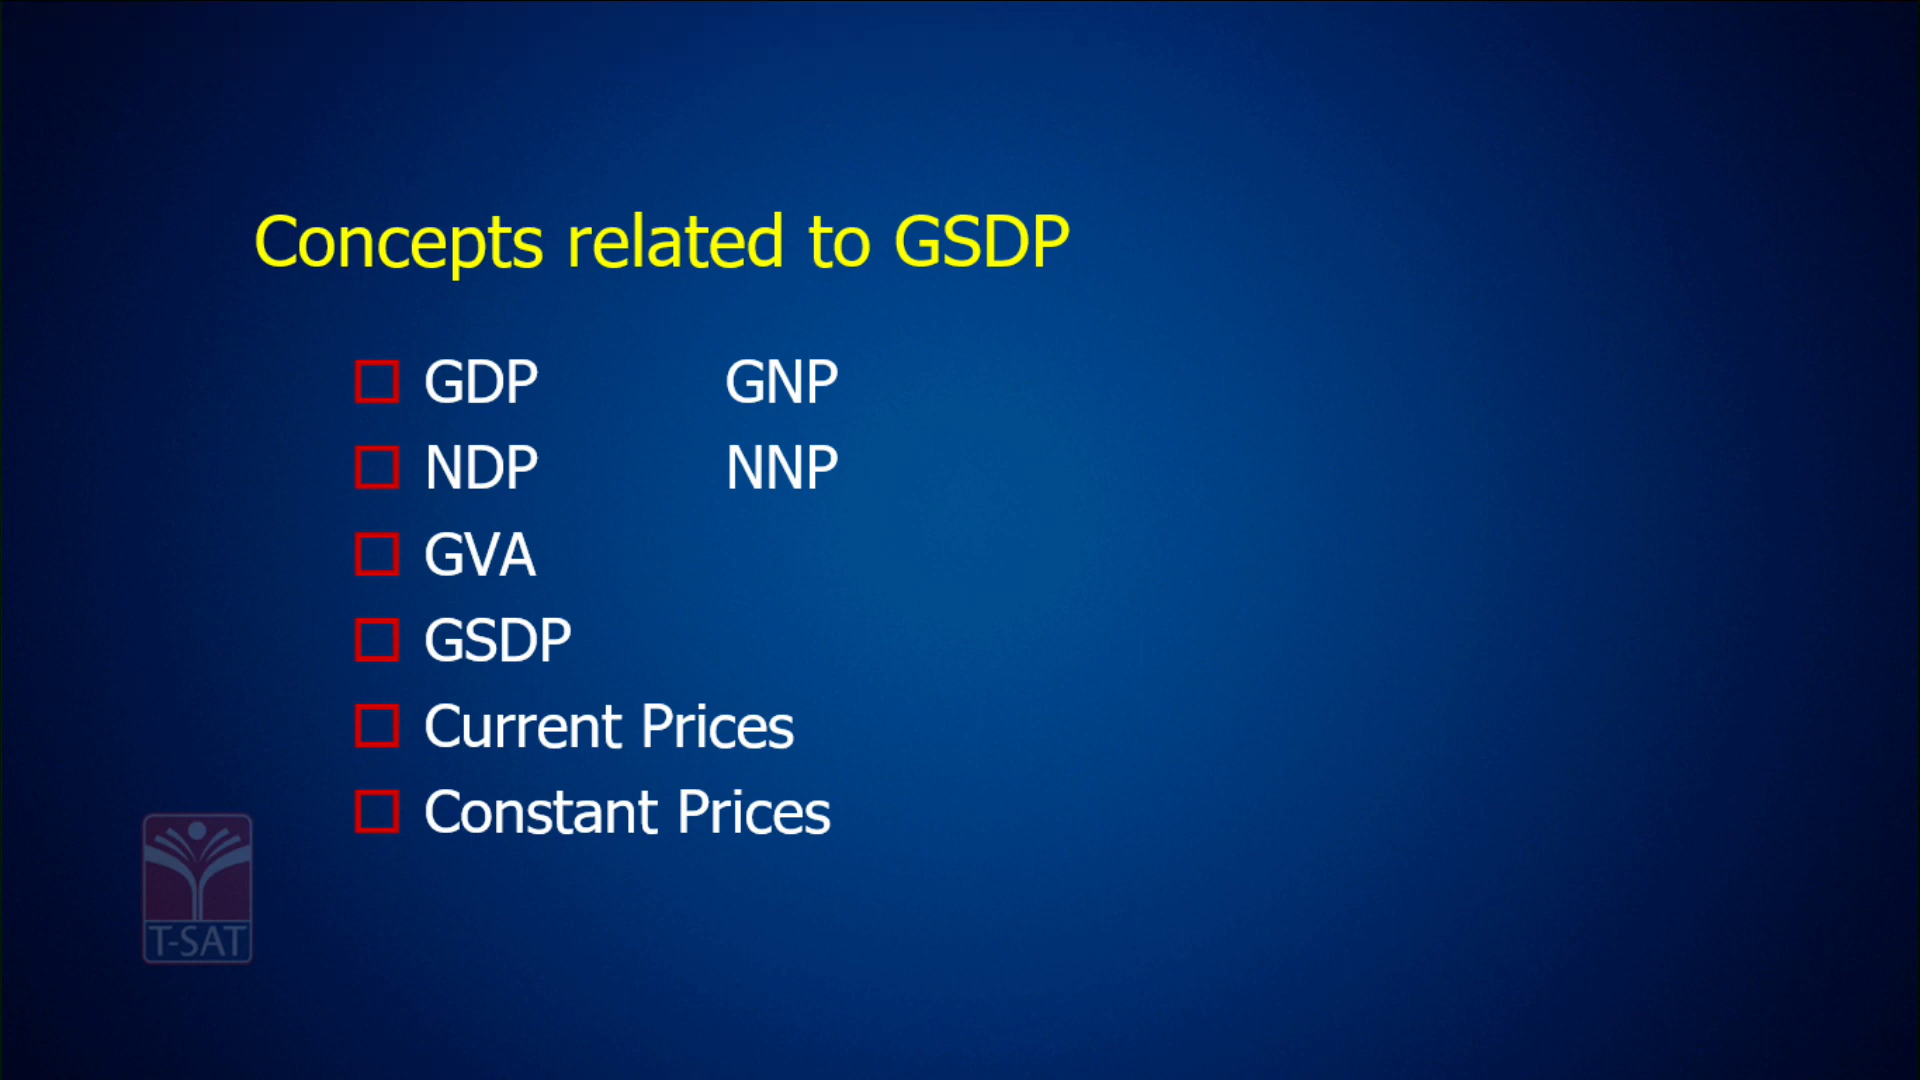 Concepts related to GSDP
GDP GNP
NDP NNP
GVA
GSDP
Current Prices
Constant Prices
T-SAT